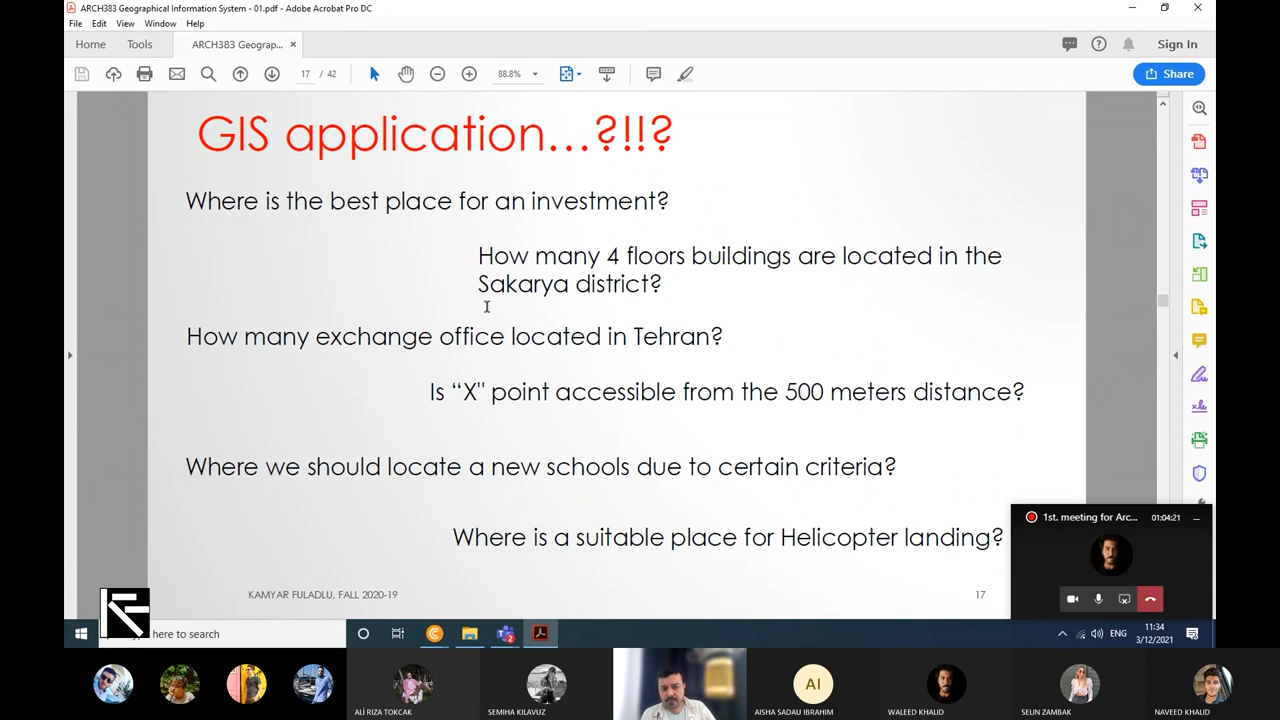 ARCH383 Geographical Information System - 01.pdf - Adobe Acrobat Pro DC
File Edit View Window Help
Home Tools ARCH383 Geograp... × Sign In
17 / 42 88.8% Share
GIS application...?!!?
Where is the best place for an investment?
How many 4 floors buildings are located in the
Sakarya district?
How many exchange office located in Tehran?
Is “X" point accessible from the 500 meters distance?
Where we should locate a new schools due to certain criteria?
Where is a suitable place for Helicopter landing?
KAMYAR FULADLU, FALL 2020-19 17
1st. meeting for Arc... 01:04:21
here to search
ENG 11:34
3/12/2021
AI
ALİ RIZA TOKCAK SEMIHA KILAVUZ AISHA SADAU IBRAHIM WALEED KHALID SELIN ZAMBAK NAVEED KHALID